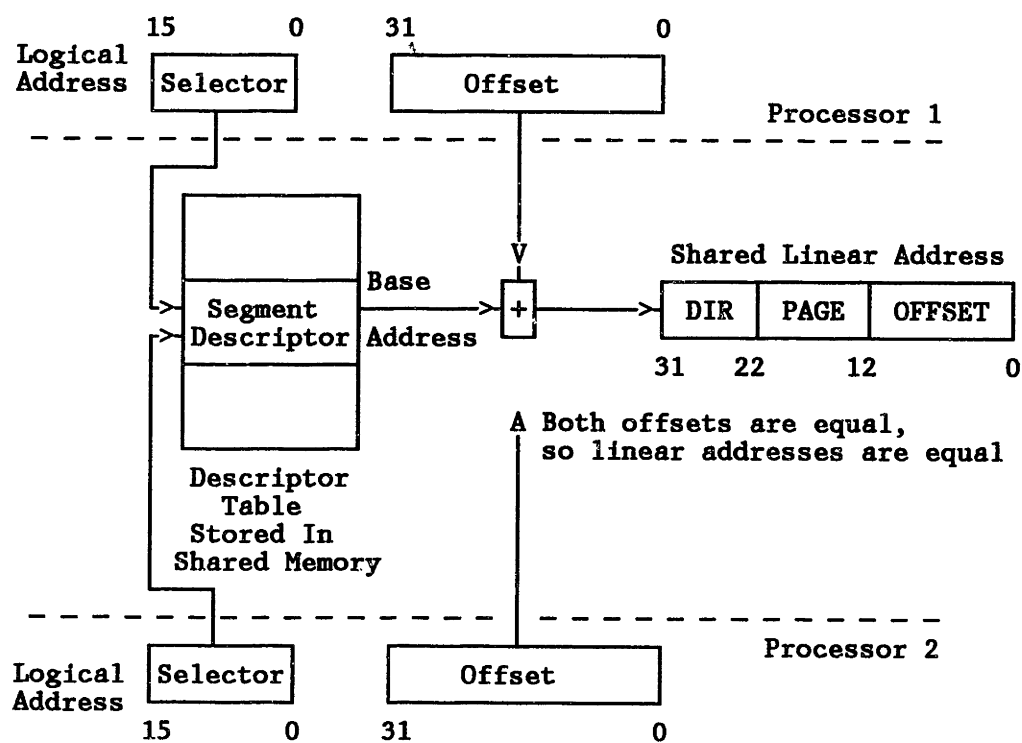 15 0 31 0
Logical
Address
Selector
Offset
Processor 1
V
Shared Linear Address
Base
Segment
+
DIR PAGE OFFSET
Descriptor
Address
31 22 12 0
A Both offsets are equal,
so linear addresses are equal
Descriptor
Table
Stored In
Shared Memory
Processor 2
Logical
Address
Selector
Offset
15 0 31 0